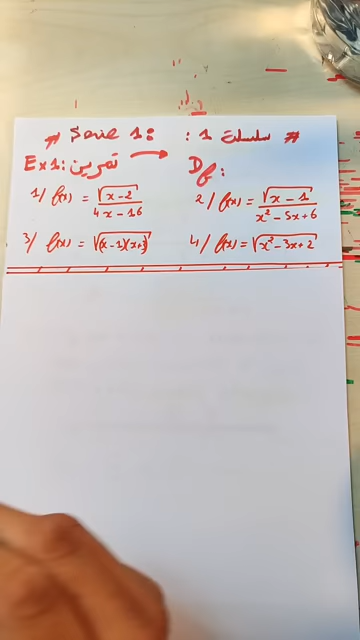 # Serie 1: : 1 سلسلة #
Ex1: تمرين → Df:
1/ f(x) = √(x-2) / (4x-16) 2/ f(x) = √(x-1) / (x²-5x+6)
3/ f(x) = √((x-1)(x+3)) 4/ f(x) = √(x²-3x+2)